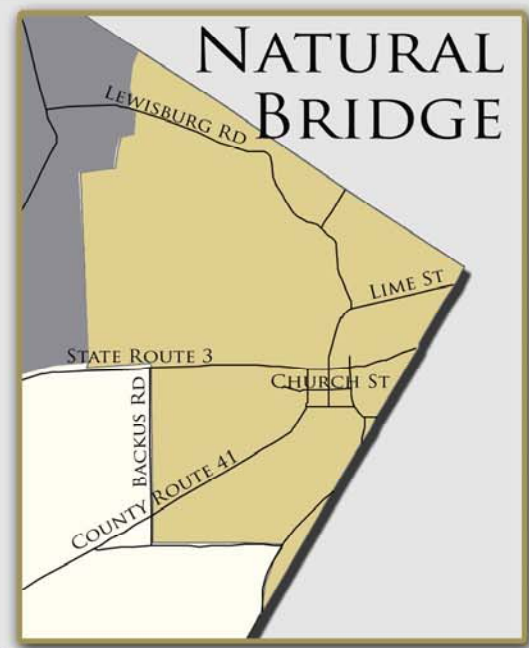 NATURAL
BRIDGE
LEWISBURG RD
LIME ST
STATE ROUTE 3
CHURCH ST
BACKUS RD
COUNTY ROUTE 41